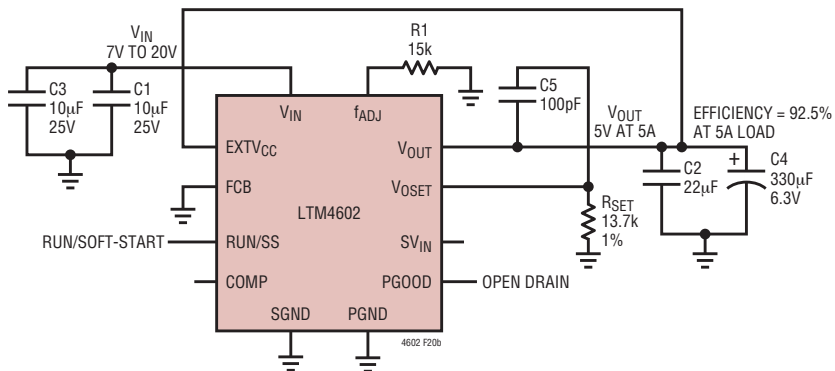 V_IN
7V TO 20V
R1
15k
C3
10µF
25V
C1
10µF
25V
C5
100pF
V_OUT
5V AT 5A
EFFICIENCY = 92.5%
AT 5A LOAD
V_IN
f_ADJ
EXTV_CC
V_OUT
C2
22µF
+
C4
330µF
6.3V
FCB
V_OSET
LTM4602
R_SET
13.7k
1%
RUN/SOFT-START
RUN/SS
SV_IN
COMP
PGOOD
OPEN DRAIN
SGND
PGND
4602 F20b